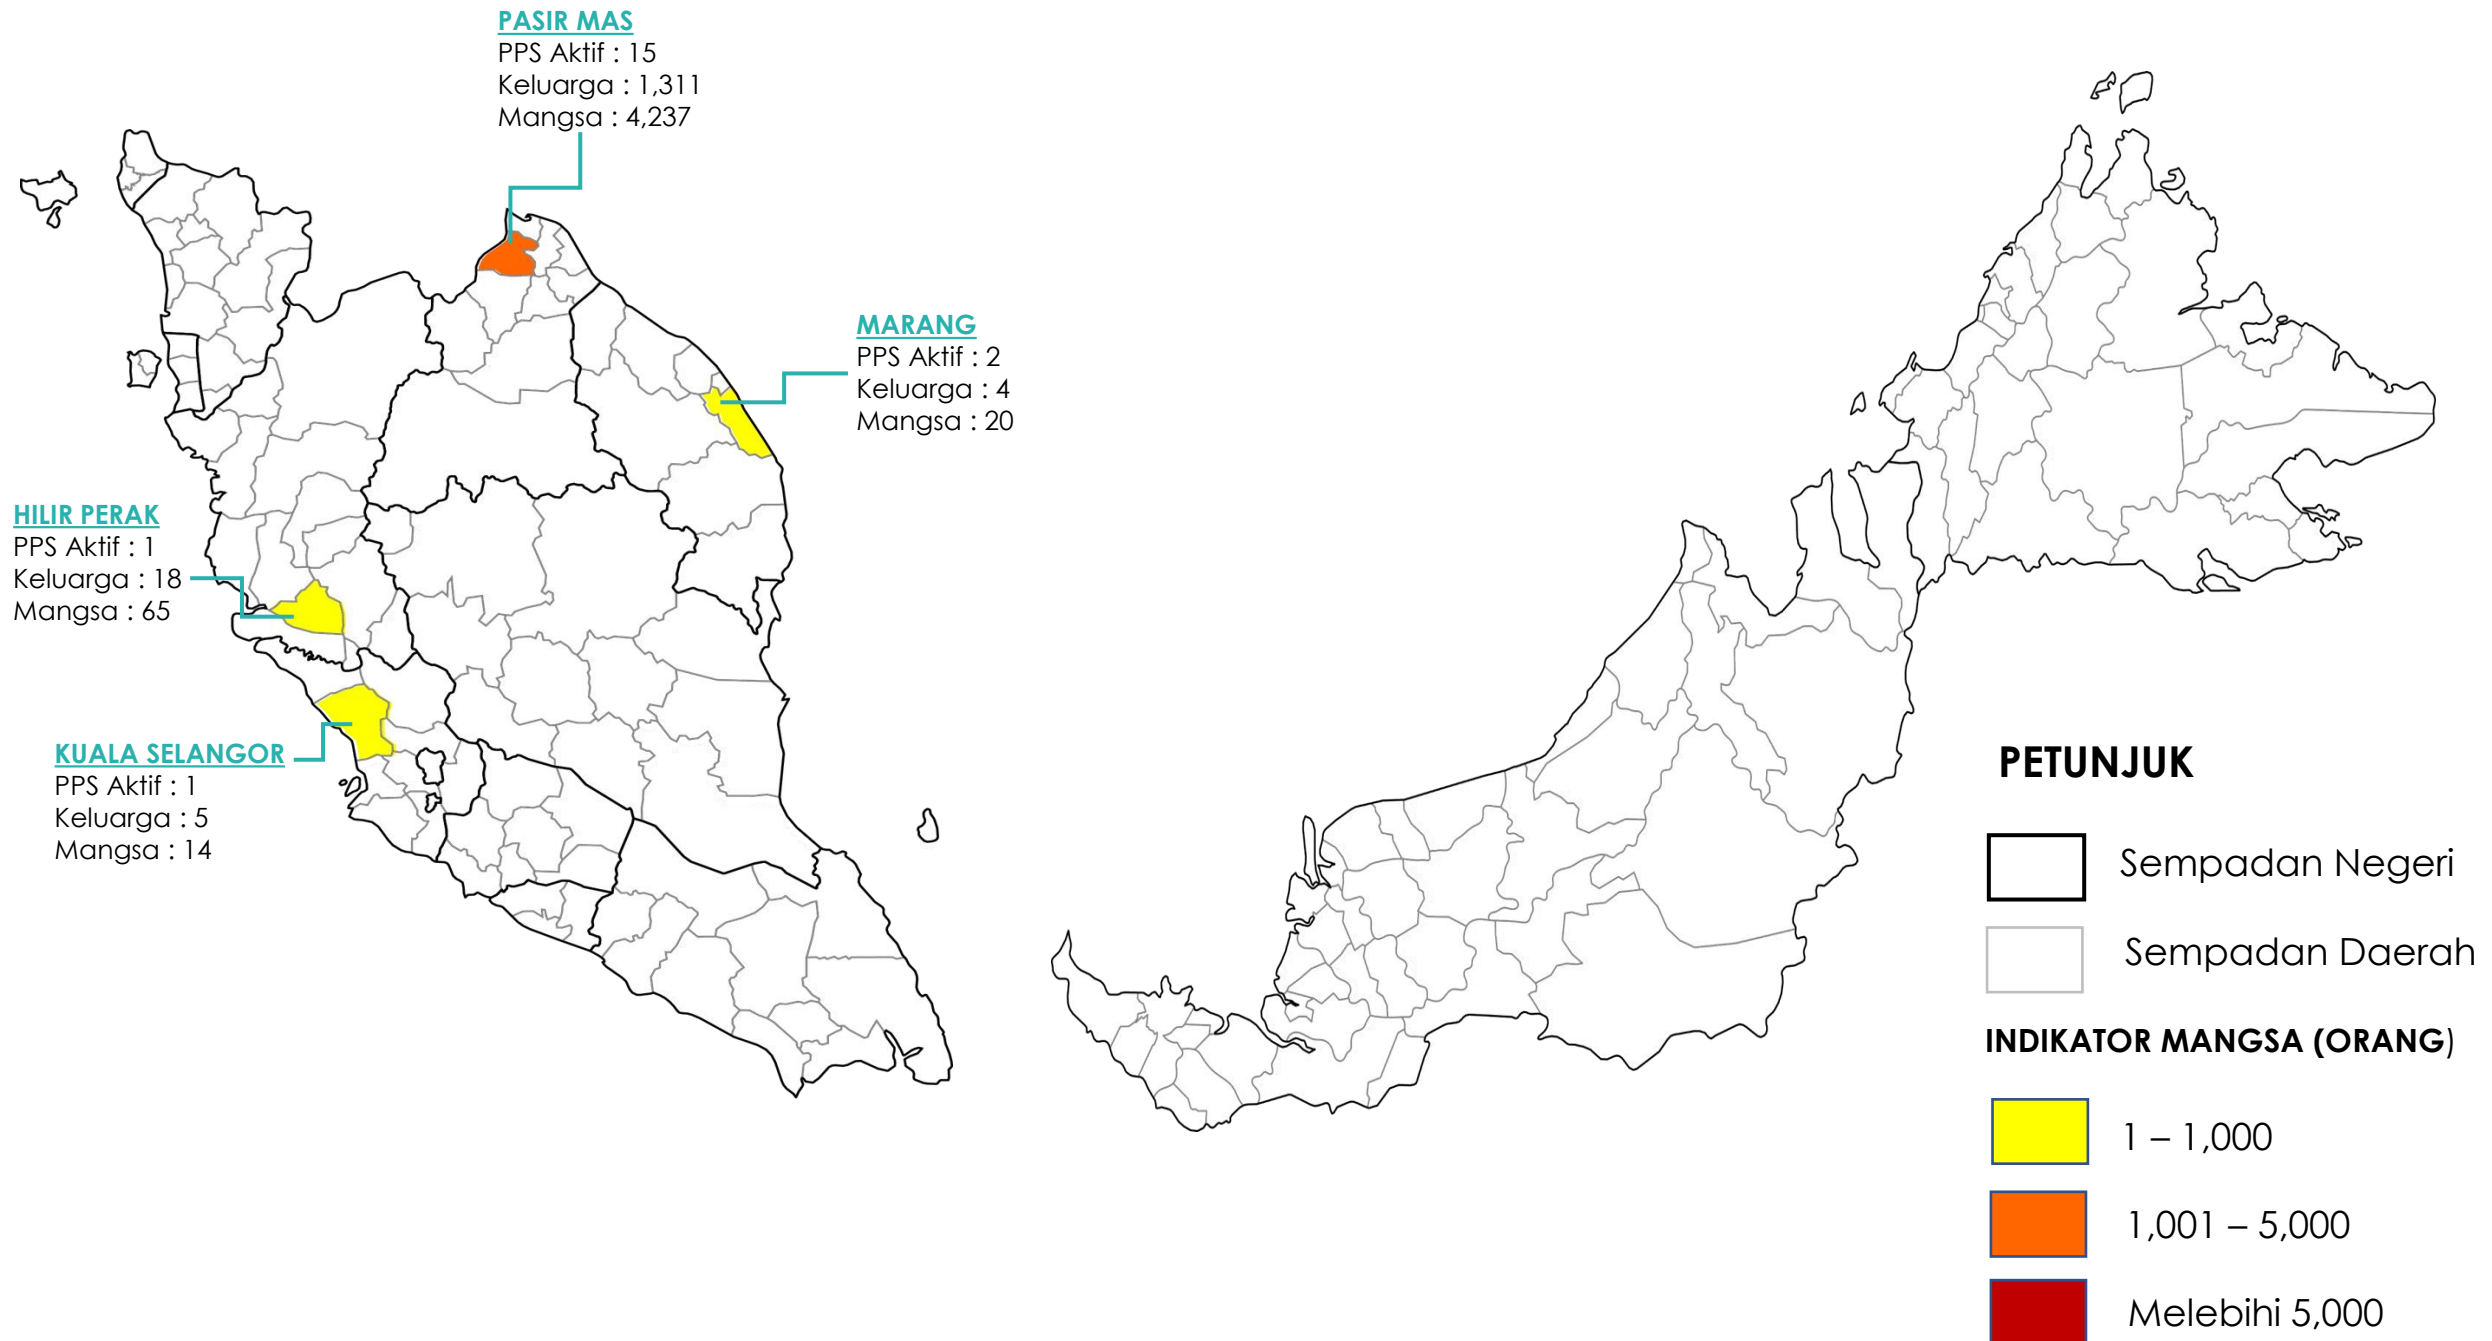 PASIR MAS
PPS Aktif : 15
Keluarga : 1,311
Mangsa : 4,237
MARANG
PPS Aktif : 2
Keluarga : 4
Mangsa : 20
HILIR PERAK
PPS Aktif : 1
Keluarga : 18
Mangsa : 65
KUALA SELANGOR
PPS Aktif : 1
Keluarga : 5
Mangsa : 14
PETUNJUK
Sempadan Negeri
Sempadan Daerah
INDIKATOR MANGSA (ORANG)
1 – 1,000
1,001 – 5,000
Melebihi 5,000